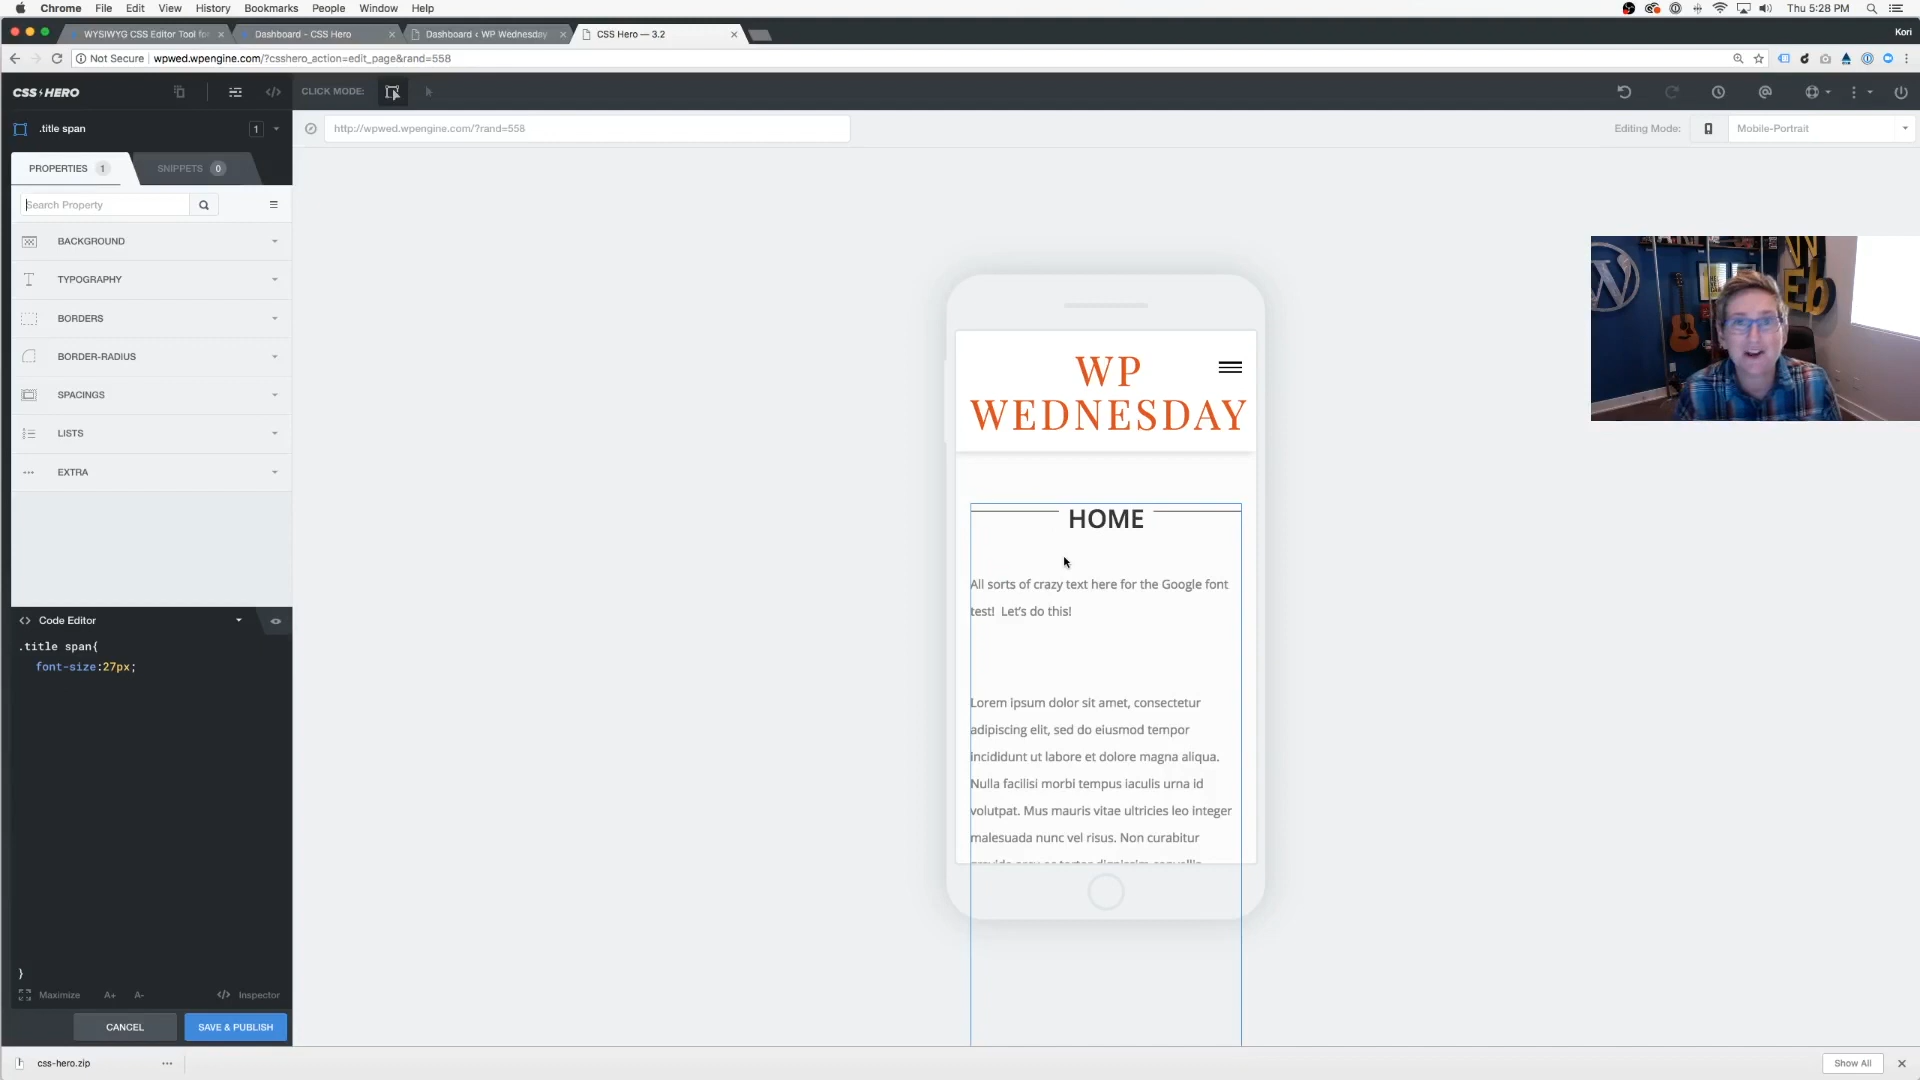 Chrome File Edit View History Bookmarks People Window Help
Thu 5:28 PM
WYSIWYG CSS Editor Tool fo
Dashboard - CSS Hero
Dashboard ‹ WP Wednesday
CSS Hero — 3.2
Kori
Not Secure wpwed.wpengine.com/?csshero_action=edit_page&rand=558
CSS HERO
CLICK MODE:
.title span
1
http://wpwed.wpengine.com/?rand=558
Editing Mode:
Mobile-Portrait
PROPERTIES 1
SNIPPETS 0
Search Property
BACKGROUND
TYPOGRAPHY
BORDERS
BORDER-RADIUS
SPACINGS
LISTS
EXTRA
WP
WEDNESDAY
HOME
All sorts of crazy text here for the Google font
test! Let's do this!
Lorem ipsum dolor sit amet, consectetur
adipiscing elit, sed do eiusmod tempor
incididunt ut labore et dolore magna aliqua.
Nulla facilisi morbi tempus iaculis urna id
volutpat. Mus mauris vitae ultricies leo integer
malesuada nunc vel risus. Non curabitur
Code Editor
.title span{
font-size:27px;
}
Maximize A+ A- </> Inspector
CANCEL
SAVE & PUBLISH
css-hero.zip
Show All